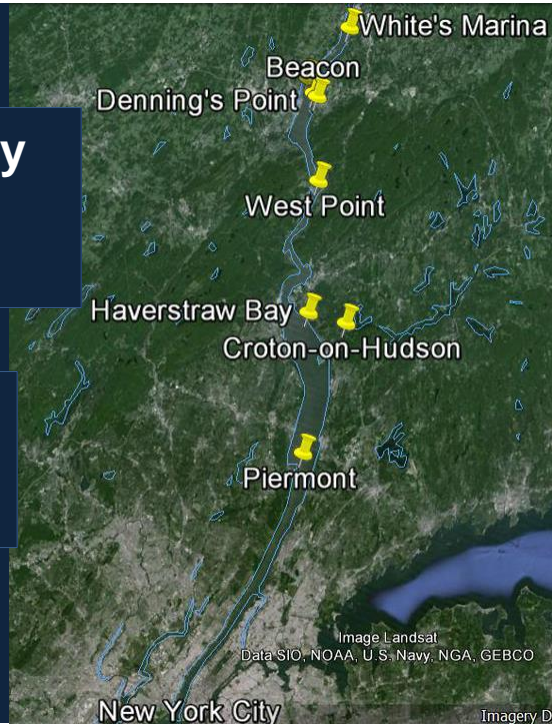 White's Marina
Beacon
Denning's Point
y
West Point
Haverstraw Bay
Croton-on-Hudson
Piermont
Image Landsat
Data SIO, NOAA, U.S. Navy, NGA, GEBCO
New York City
Imagery D